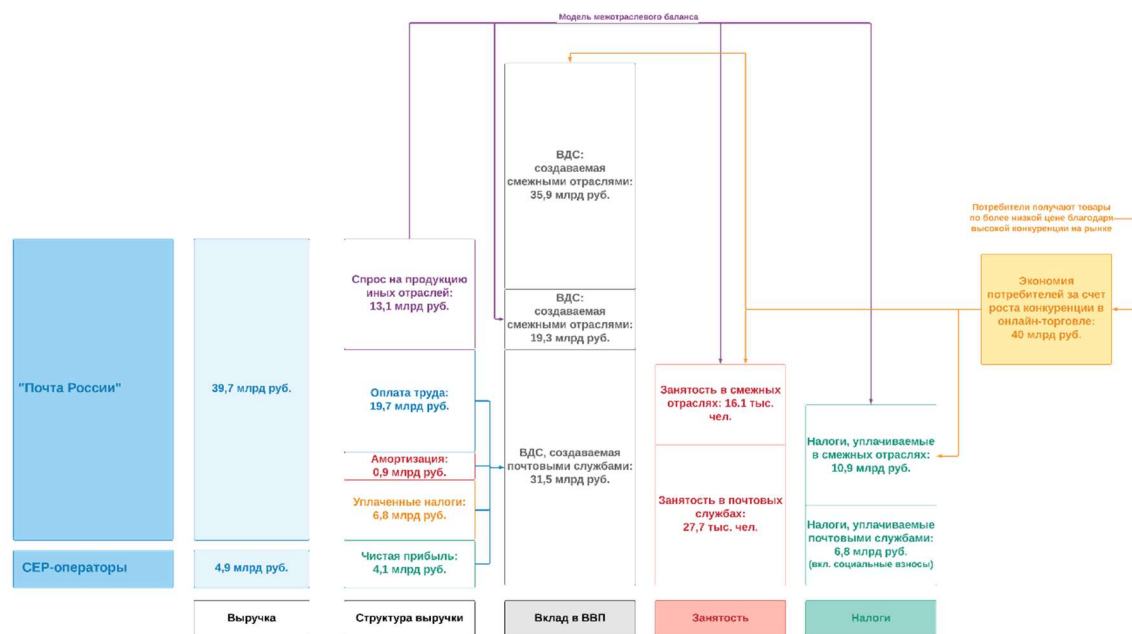 Модель межотраслевого баланса
ВДС:
создаваемая
смежными отраслями:
35,9 млрд руб.
Потребители получают товары
по более низкой цене благодаря
высокой конкуренции на рынке
"Почта России"
39,7 млрд руб.
Спрос на продукцию
иных отраслей:
13,1 млрд руб.
ВДС:
создаваемая
смежными отраслями:
19,3 млрд руб.
Экономия
потребителей за счет
роста конкуренции в
онлайн-торговле:
40 млрд руб.
Оплата труда:
19,7 млрд руб.
Амортизация:
0,9 млрд руб.
Уплаченные налоги:
6,8 млрд руб.
ВДС, создаваемая
почтовыми службами:
31,5 млрд руб.
Занятость в смежных
отраслях: 16.1 тыс.
чел.
Занятость в почтовых
службах:
27,7 тыс. чел.
Налоги, уплачиваемые
в смежных отраслях:
10,9 млрд руб.
Налоги, уплачиваемые
почтовыми службами:
6,8 млрд руб.
(вкл. социальные взносы)
СЕР-операторы
4,9 млрд руб.
Чистая прибыль:
4,1 млрд руб.
Выручка
Структура выручки
Вклад в ВВП
Занятость
Налоги